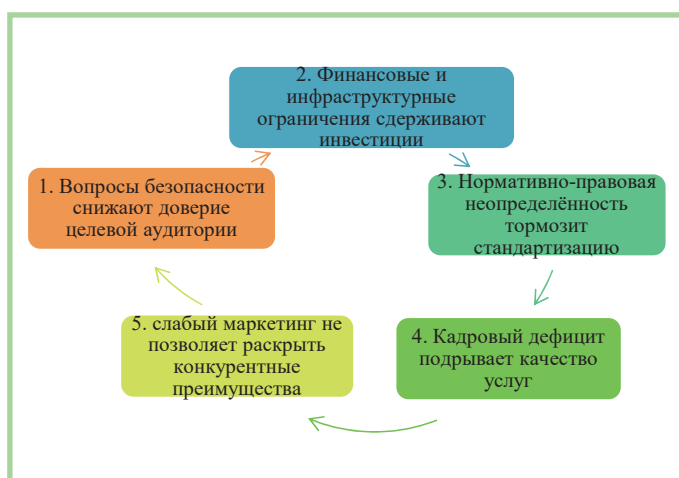 2. Финансовые и
инфраструктурные
ограничения сдерживают
инвестиции
1. Вопросы безопасности
снижают доверие
целевой аудитории
3. Нормативно-правовая
неопределённость
тормозит
стандартизацию
5. слабый маркетинг не
позволяет раскрыть
конкурентные
преимущества
4. Кадровый дефицит
подрывает качество
услуг